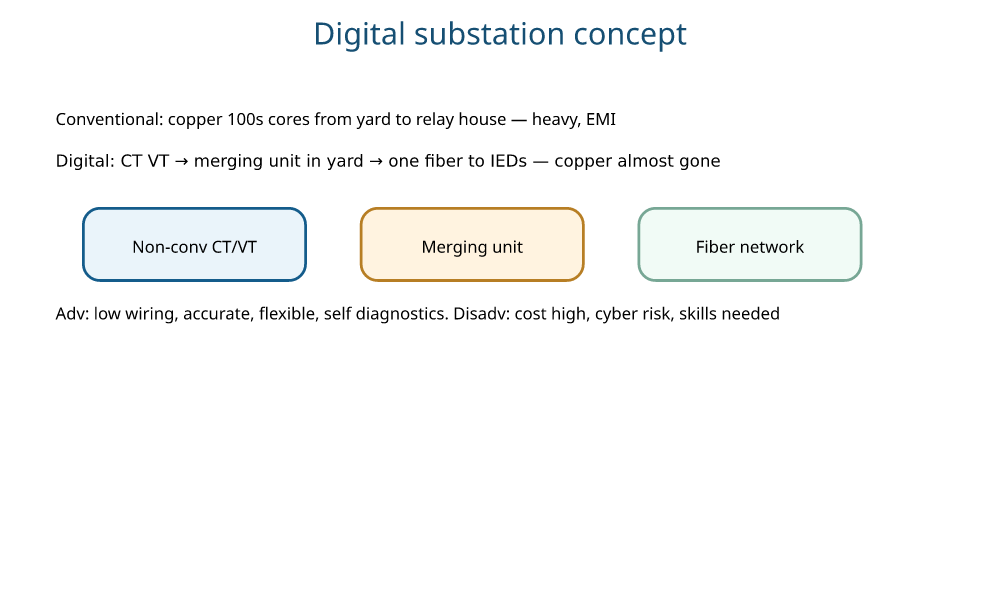 Digital substation concept
Conventional: copper 100s cores from yard to relay house — heavy, EMI
Digital: CT VT → merging unit in yard → one fiber to IEDs — copper almost gone
Non-conv CT/VT
Merging unit
Fiber network
Adv: low wiring, accurate, flexible, self diagnostics. Disadv: cost high, cyber risk, skills needed